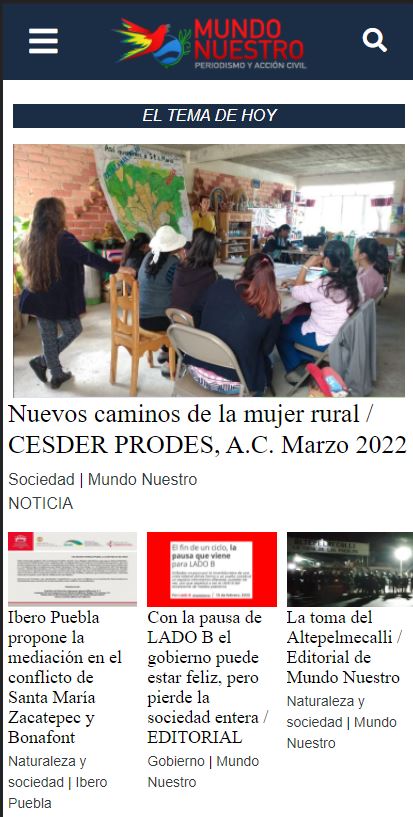 MUNDO
NUESTRO
PERIODISMO Y ACCIÓN CIVIL
EL TEMA DE HOY
Nuevos caminos de la mujer rural /
CESDER PRODES, A.C. Marzo 2022
Sociedad | Mundo Nuestro
NOTICIA
Ibero Puebla
propone la
mediación en el
conflicto de
Santa María
Zacatepec y
Bonafont
Naturaleza y
sociedad | Ibero
Puebla
El fin de un ciclo, la
pausa que viene
para LADO B
Con la pausa de
LADO B el
gobierno puede
estar feliz, pero
pierde la
sociedad entera /
EDITORIAL
Gobierno | Mundo
Nuestro
La toma del
Altepelmecalli /
Editorial de
Mundo Nuestro
Naturaleza y
sociedad | Mundo
Nuestro